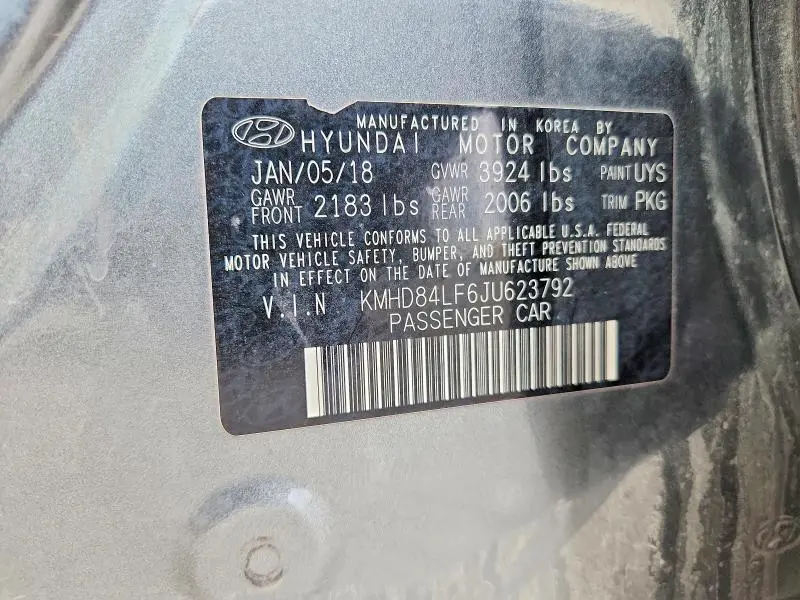 MANUFACTURED IN KOREA BY
HYUNDAI MOTOR COMPANY
JAN/05/18 GVWR 3924 lbs PAINT UYS
GAWR FRONT 2183 lbs GAWR REAR 2006 lbs TRIM PKG
THIS VEHICLE CONFORMS TO ALL APPLICABLE U.S.A. FEDERAL
MOTOR VEHICLE SAFETY, BUMPER, AND THEFT PREVENTION STANDARDS
IN EFFECT ON THE DATE OF MANUFACTURE SHOWN ABOVE.
V.I.N KMHD84LF6JU623792
PASSENGER CAR